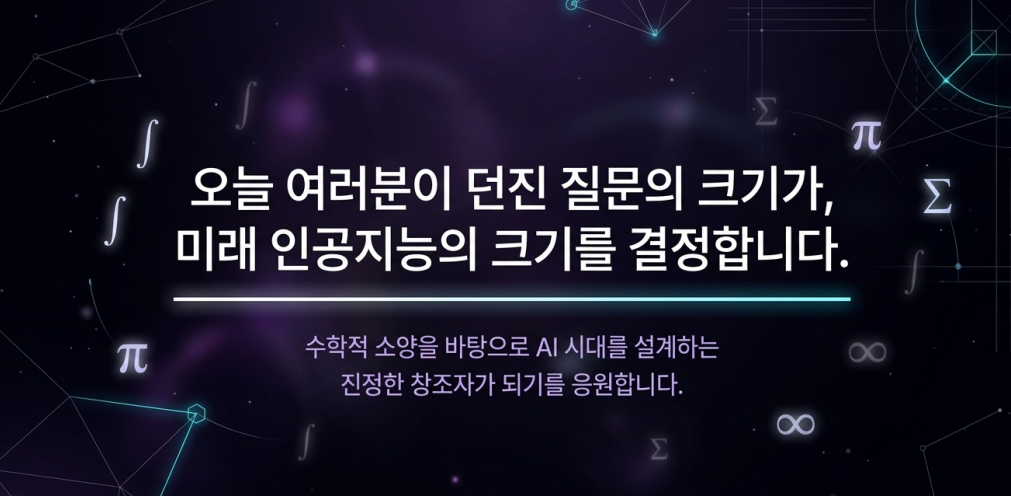 오늘 여러분이 던진 질문의 크기가,
미래 인공지능의 크기를 결정합니다.
수학적 소양을 바탕으로 AI 시대를 설계하는
진정한 창조자가 되기를 응원합니다.